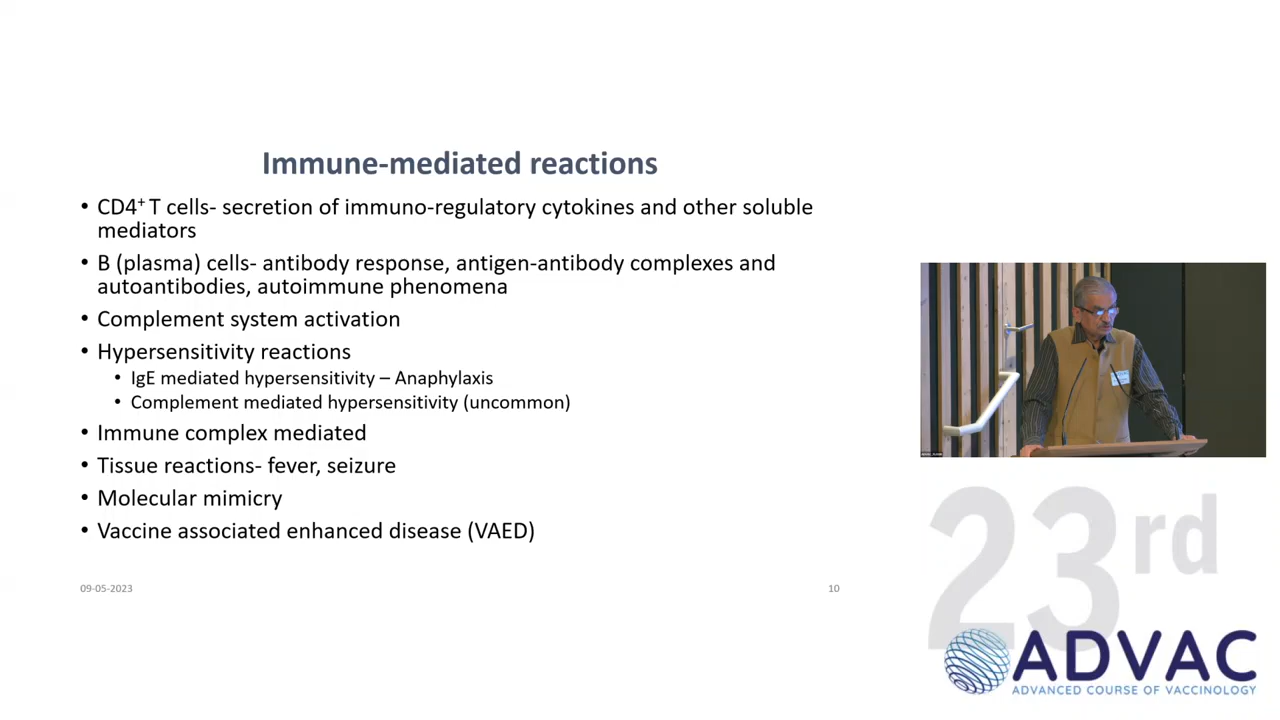 Immune-mediated reactions
• CD4⁺ T cells- secretion of immuno-regulatory cytokines and other soluble
mediators
• B (plasma) cells- antibody response, antigen-antibody complexes and
autoantibodies, autoimmune phenomena
• Complement system activation
• Hypersensitivity reactions
• IgE mediated hypersensitivity – Anaphylaxis
• Complement mediated hypersensitivity (uncommon)
• Immune complex mediated
• Tissue reactions- fever, seizure
• Molecular mimicry
• Vaccine associated enhanced disease (VAED)
09-05-2023
10
23rd
ADVAC
ADVANCED COURSE OF VACCINOLOGY